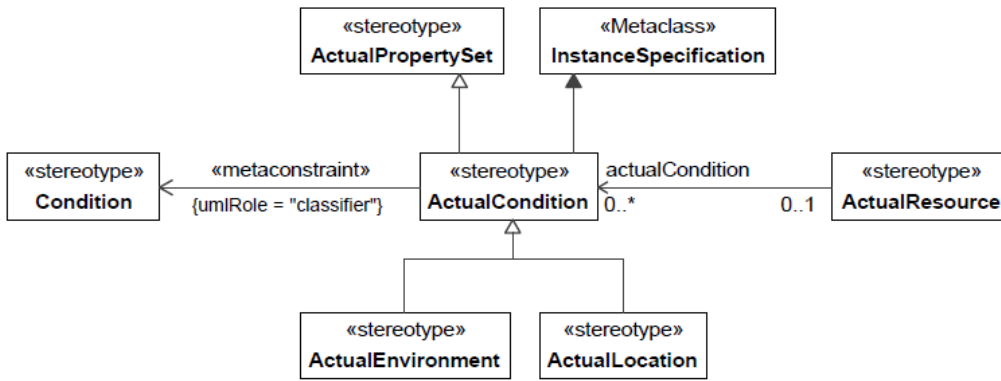 «stereotype»
ActualPropertySet
«Metaclass»
InstanceSpecification
«stereotype»
Condition
«metaconstraint»
{umlRole = "classifier"}
«stereotype»
ActualCondition
actualCondition
0..*
0..1
«stereotype»
ActualResource
«stereotype»
ActualEnvironment
«stereotype»
ActualLocation